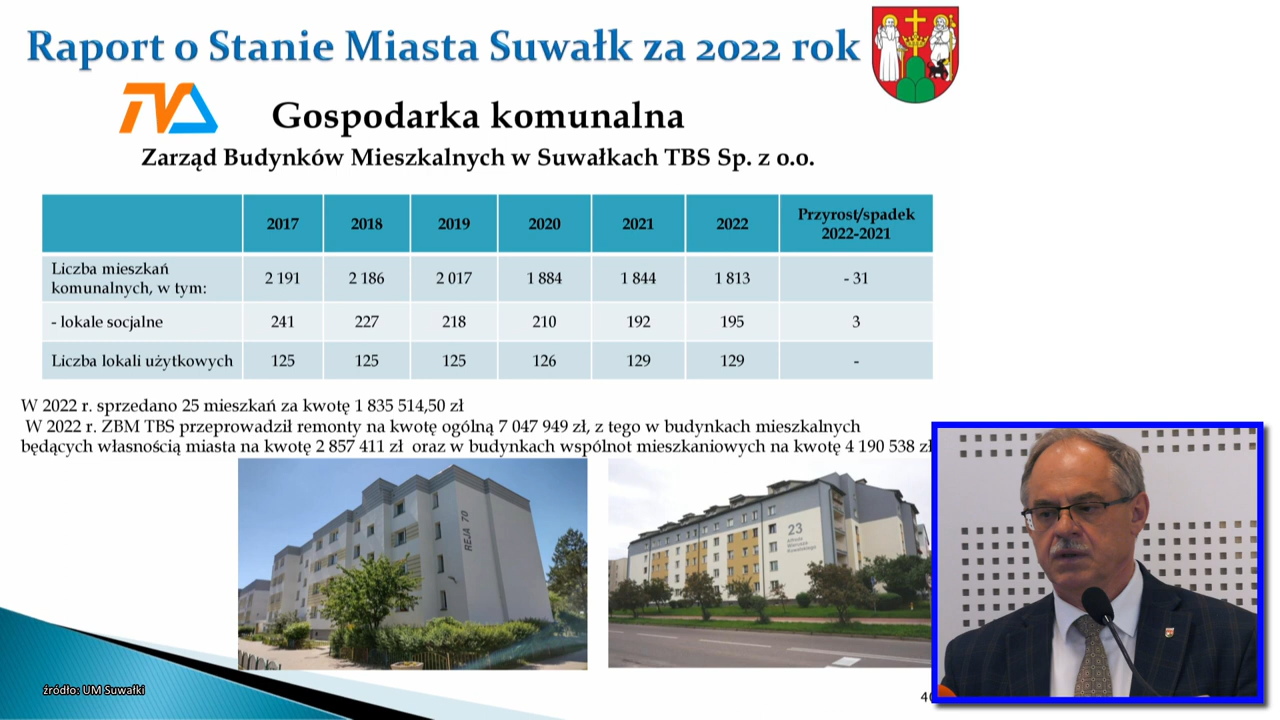 Raport o Stanie Miasta Suwałk za 2022 rok
TVS
Gospodarka komunalna
Zarząd Budynków Mieszkalnych w Suwałkach TBS Sp. z o.o.
2017 2018 2019 2020 2021 2022 Przyrost/spadek
2022-2021
Liczba mieszkań
komunalnych, w tym: 2 191 2 186 2 017 1 884 1 844 1 813 - 31
- lokale socjalne 241 227 218 210 192 195 3
Liczba lokali użytkowych 125 125 125 126 129 129 -
W 2022 r. sprzedano 25 mieszkań za kwotę 1 835 514,50 zł
W 2022 r. ZBM TBS przeprowadził remonty na kwotę ogólną 7 047 949 zł, z tego w budynkach mieszkalnych
będących własnością miasta na kwotę 2 857 411 zł oraz w budynkach wspólnot mieszkaniowych na kwotę 4 190 538 zł
REJA 70
23
Alfreda
Wierusza
Kowalskiego
źródło: UM Suwałki